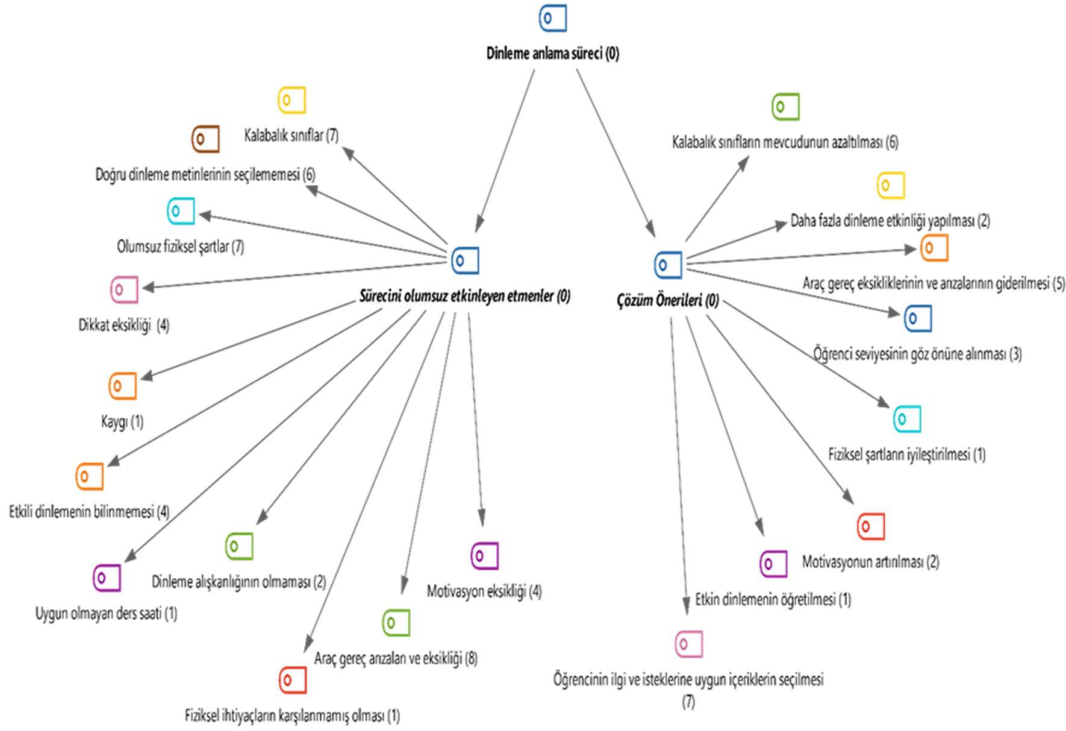 Dinleme anlama süreci (0)
Kalabalık sınıflar (7)
Doğru dinleme metinlerinin seçilememesi (6)
Olumsuz fiziksel şartlar (7)
Dikkat eksikliği (4)
Sürecini olumsuz etkinleyen etmenler (0)
Kaygı (1)
Etkili dinlemenin bilinmemesi (4)
Uygun olmayan ders saati (1)
Dinleme alışkanlığının olmaması (2)
Motivasyon eksikliği (4)
Araç gereç arızaları ve eksikliği (8)
Fiziksel ihtiyaçların karşılanmamış olması (1)
Kalabalık sınıfların mevcudunun azaltılması (6)
Daha fazla dinleme etkinliği yapılması (2)
Araç gereç eksikliklerinin ve arızalarının giderilmesi (5)
Çözüm Önerileri (0)
Öğrenci seviyesinin göz önüne alınması (3)
Fiziksel şartların iyileştirilmesi (1)
Motivasyonun artırılması (2)
Etkin dinlemenin öğretilmesi (1)
Öğrencinin ilgi ve isteklerine uygun içeriklerin seçilmesi
(7)